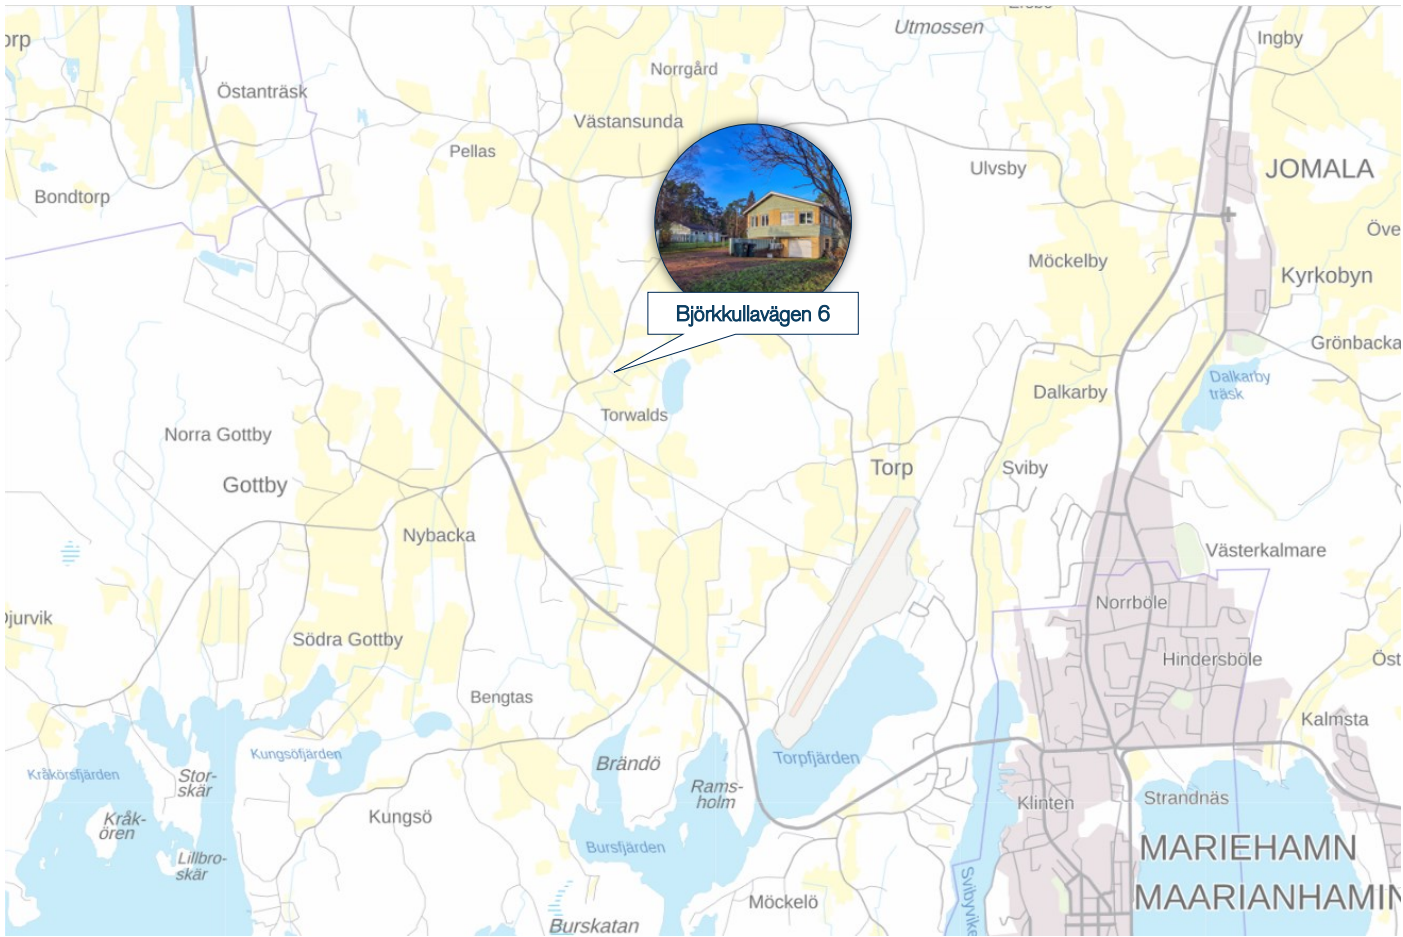 Utmossen
Ingby
Norrgård
Östanträsk
Västansunda
Pellas
Ulvsby
JOMALA
Bondtorp
Möckelby
Kyrkobyn
Björkkullavägen 6
Grönbacka
Dalkarby
träsk
Dalkarby
Torwalds
Norra Gottby
Torp
Sviby
Gottby
Nybacka
Västerkalmare
Norrböle
Södra Gottby
Hindersböle
Bengtas
Kalmsta
Kungsöfjärden
Torpfjärden
Brändö
Kråkörsfjärden
Stor-
skär
Rams-
holm
Klinten
Strandnäs
Kungsö
Kråk-
ören
Bursfjärden
MARIEHAMN
Lillbro-
skär
Möckelö
MAARIANHAMIN
Burskatan